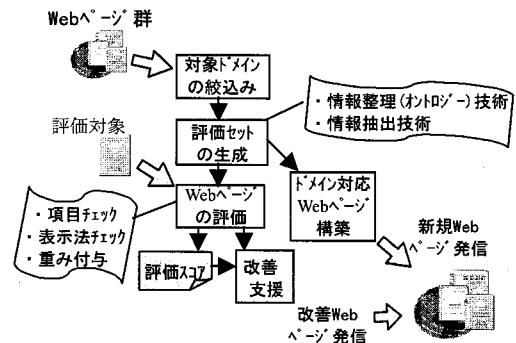 Webページ群
対象ドメイン
の絞込み
・情報整理(オントロジー)技術
・情報抽出技術
評価対象
評価セット
の生成
Webページ
の評価
ドメイン対応
Webページ
構築
・項目チェック
・表示法チェック
・重み付与
新規Web
ページ発信
評価スコア
改善
支援
改善Web
ページ発信